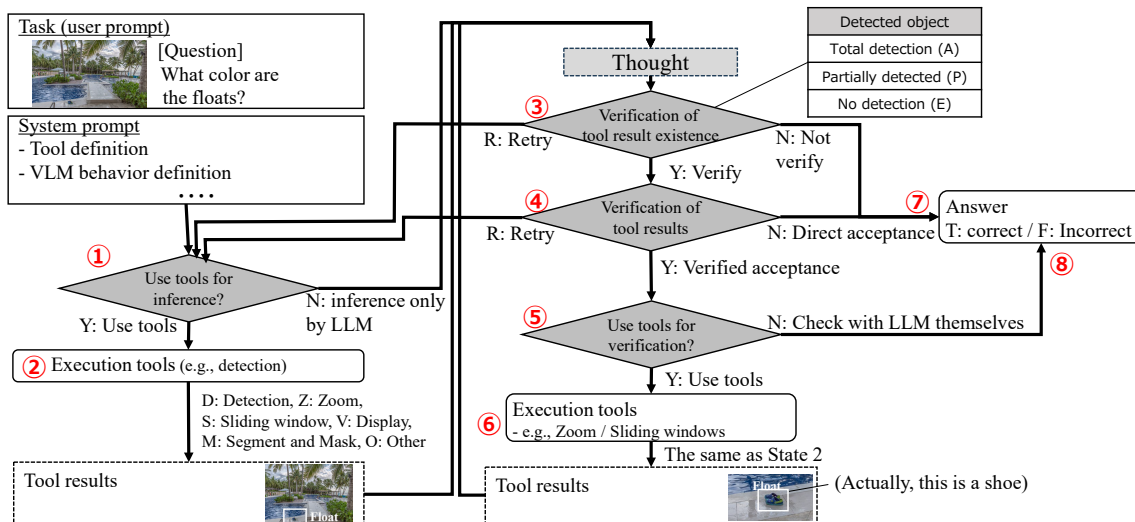 Task (user prompt)
[Question]
What color are
the floats?
System prompt
- Tool definition
- VLM behavior definition
....
①
Use tools for
inference?
N: inference only
by LLM
Y: Use tools
② Execution tools (e.g., detection)
D: Detection, Z: Zoom,
S: Sliding window, V: Display,
M: Segment and Mask, O: Other
Tool results
Float
Thought
Detected object
Total detection (A)
Partially detected (P)
No detection (E)
③
Verification of
tool result existence
R: Retry
N: Not
verify
Y: Verify
④
Verification of
tool results
R: Retry
N: Direct acceptance
Y: Verified acceptance
⑦
Answer
T: correct / F: Incorrect
⑧
⑤
Use tools for
verification?
N: Check with LLM themselves
Y: Use tools
⑥
Execution tools
- e.g., Zoom / Sliding windows
The same as State 2
Tool results
Float
(Actually, this is a shoe)